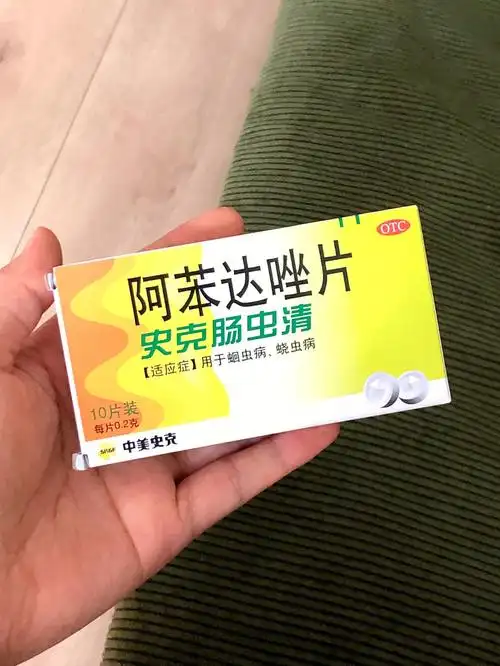 OTC
阿苯达唑片
史克肠虫清
【适应症】用于蛔虫病、蛲虫病
10片装
每片0.2克
中美史克